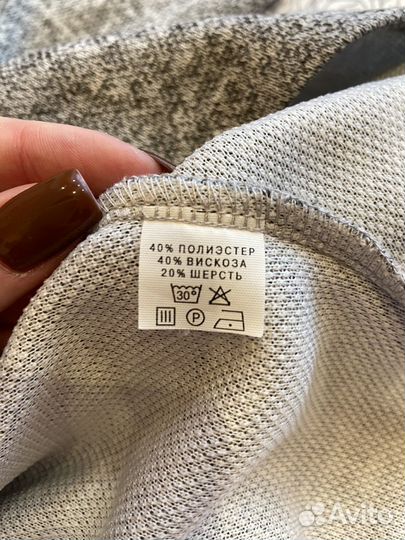 40% ПОЛИЭСТЕР
40% ВИСКОЗА
20% ШЕРСТЬ
30°
P
Avito